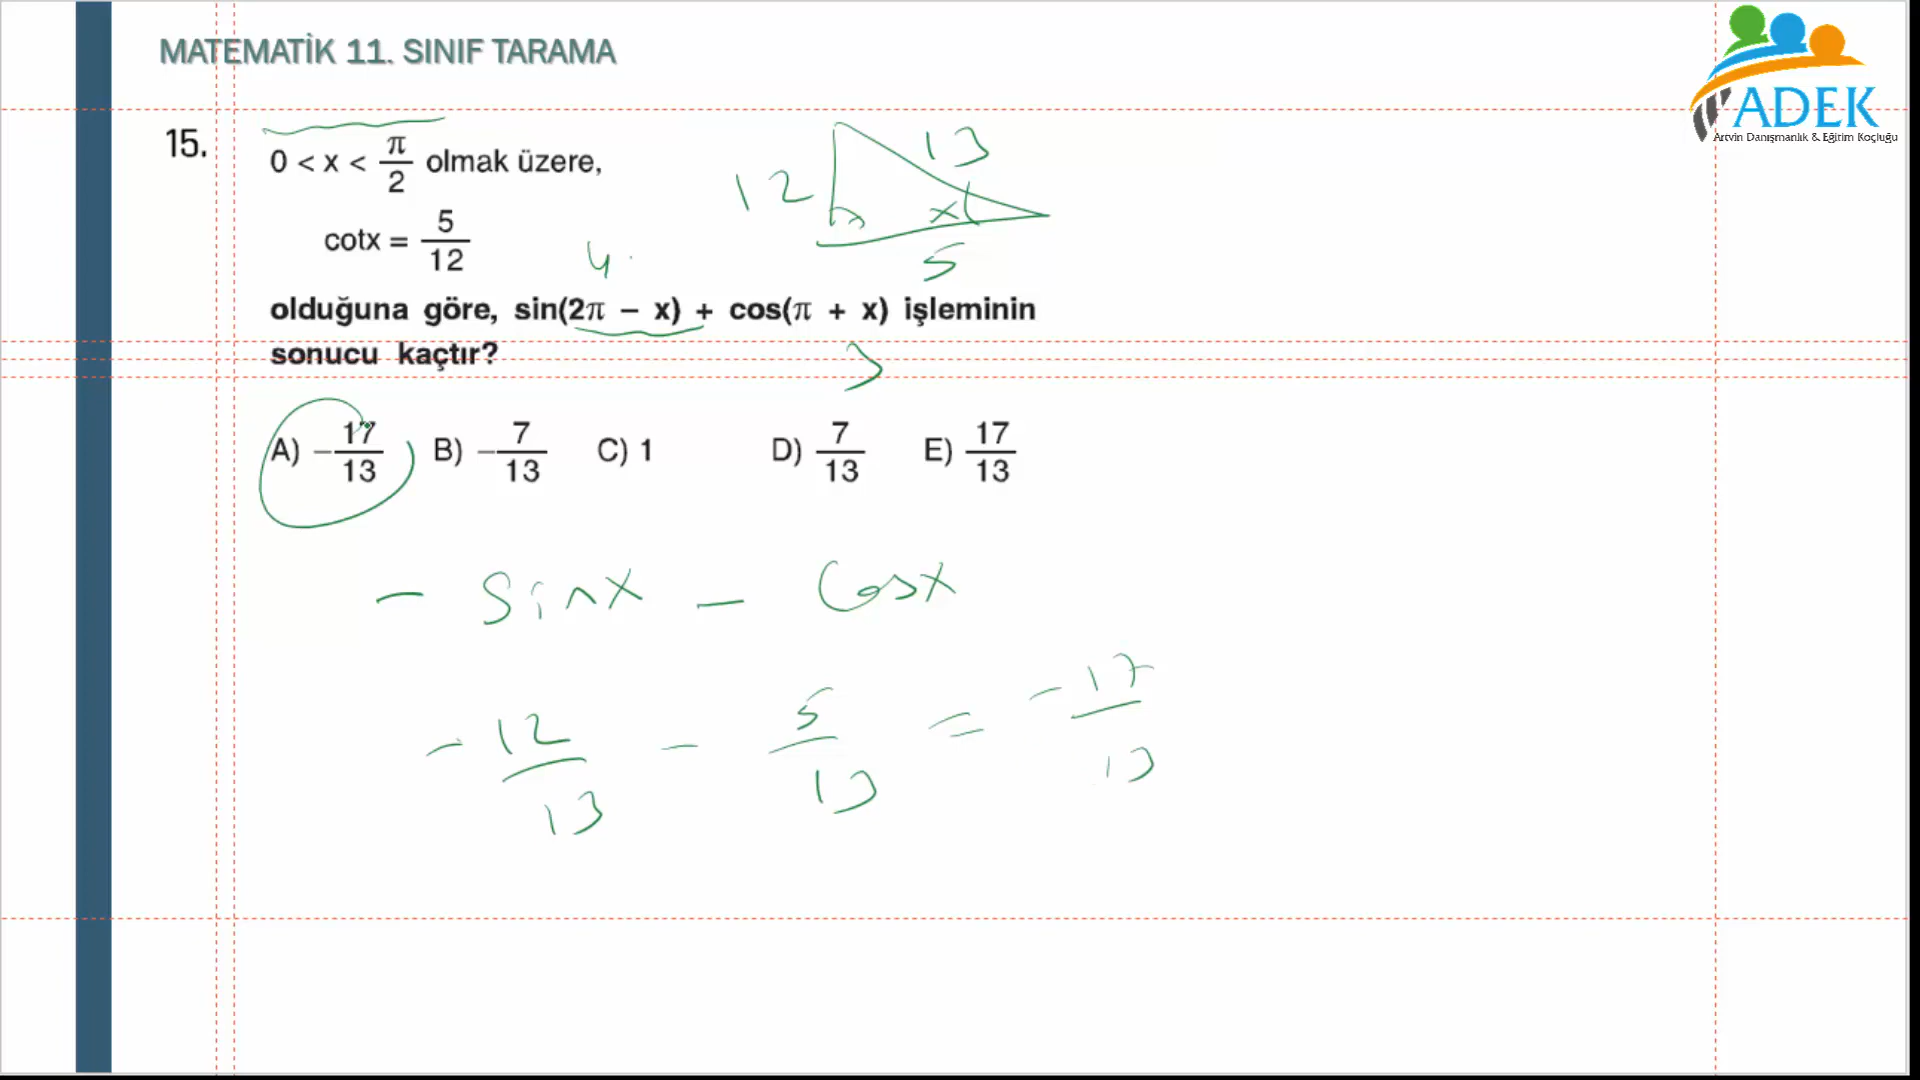 MATEMATİK 11. SINIF TARAMA
ADEK
Artvin Danışmanlık & Eğitim Koçluğu
15. 0 < x < π/2 olmak üzere,
cotx = 5/12
olduğuna göre, sin(2π − x) + cos(π + x) işleminin
sonucu kaçtır?
A) −17/13 B) −7/13 C) 1 D) 7/13 E) 17/13
12 13 x 5
4.
3
− sinx − cosx
− 12/13 − 5/13 = −17/13